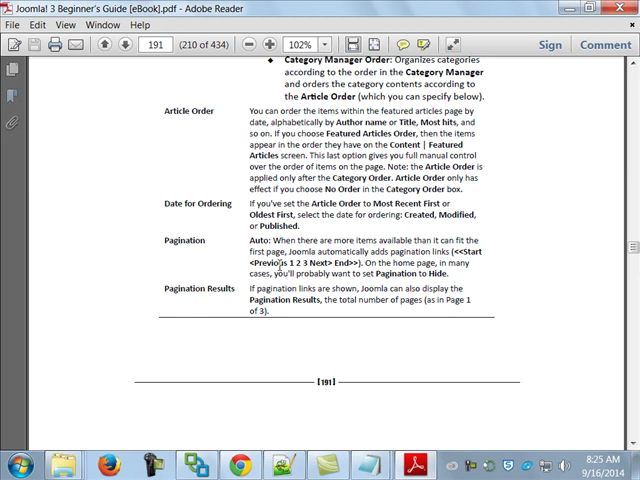 Joomla! 3 Beginner's Guide [eBook].pdf - Adobe Reader
File Edit View Window Help
191 (210 of 434) 102% Sign Comment
◆ Category Manager Order: Organizes categories
according to the order in the Category Manager
and orders the category contents according to
the Article Order (which you can specify below).
Article Order You can order the items within the featured articles page by
date, alphabetically by Author name or Title, Most hits, and
so on. If you choose Featured Articles Order, then the items
appear in the order they have on the Content | Featured
Articles screen. This last option gives you full manual control
over the order of items on the page. Note: the Article Order is
applied only after the Category Order. Article Order only has
effect if you choose No Order in the Category Order box.
Date for Ordering If you've set the Article Order to Most Recent First or
Oldest First, select the date for ordering: Created, Modified,
or Published.
Pagination Auto: When there are more items available than it can fit the
first page, Joomla automatically adds pagination links (<<Start
<Previous 1 2 3 Next> End>>). On the home page, in many
cases, you'll probably want to set Pagination to Hide.
Pagination Results If pagination links are shown, Joomla can also display the
Pagination Results, the total number of pages (as in Page 1
of 3).
[191]
8:25 AM
9/16/2014